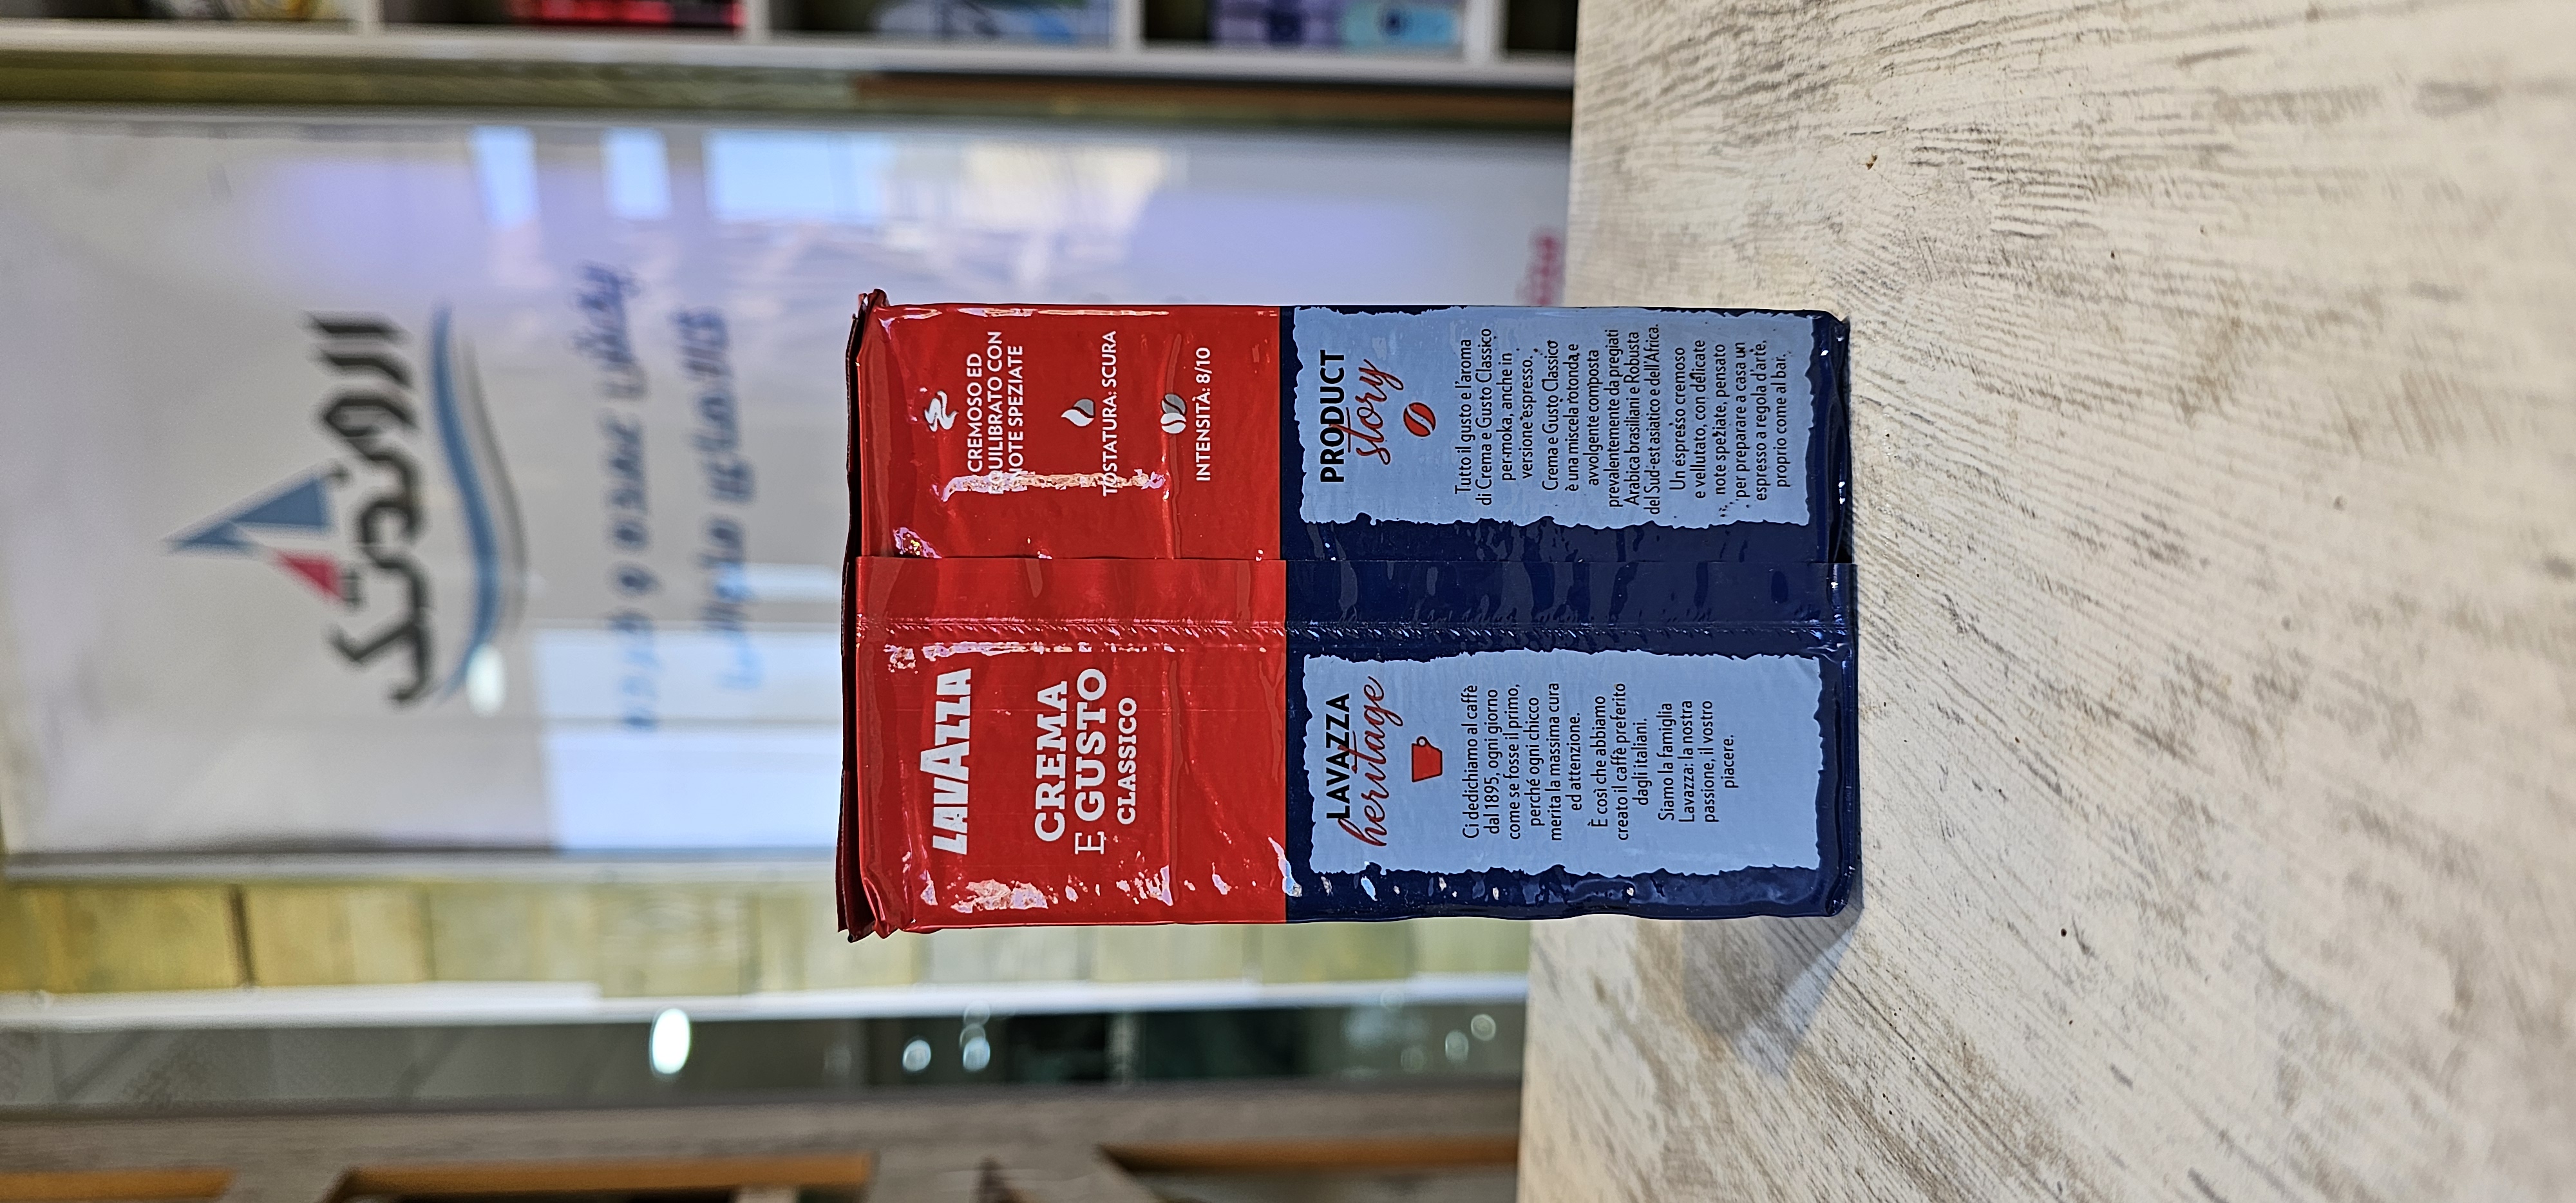 LAVAZZA
CREMA
E GUSTO
CLASSICO
LAVAZZA
heritage
Ci dedichiamo al caffè
dal 1895, ogni giorno
come se fosse il primo,
perché ogni chicco
merita la massima cura
ed attenzione.
È così che abbiamo
creato il caffè preferito
dagli italiani.
Siamo la famiglia
Lavazza: la nostra
passione, il vostro
piacere.
CREMOSO ED
EQUILIBRATO CON
NOTE SPEZIATE
TOSTATURA: SCURA
INTENSITÀ: 8/10
PRODUCT
story
Tutto il gusto e l'aroma
di Crema e Gusto Classico
per moka, anche in
versione espresso.
Crema e Gusto Classico
è una miscela rotonda e
avvolgente composta
prevalentemente da pregiati
Arabica brasiliani e Robusta
del Sud-est asiatico e dell'Africa.
Un espresso cremoso
e vellutato, con delicate
note speziate, pensato
per preparare a casa un
espresso a regola d'arte,
proprio come al bar.
پخش عمده و خرده
کالاهای ملوانی